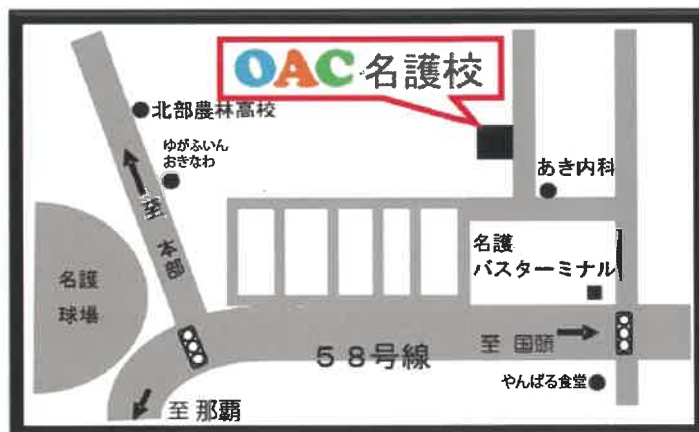 OAC 名護校
北部農林高校
ゆがふいん
おきなわ
至 本部
あき内科
名護
バスターミナル
名護
球場
58号線
至 国頭
やんばる食堂
至 那覇